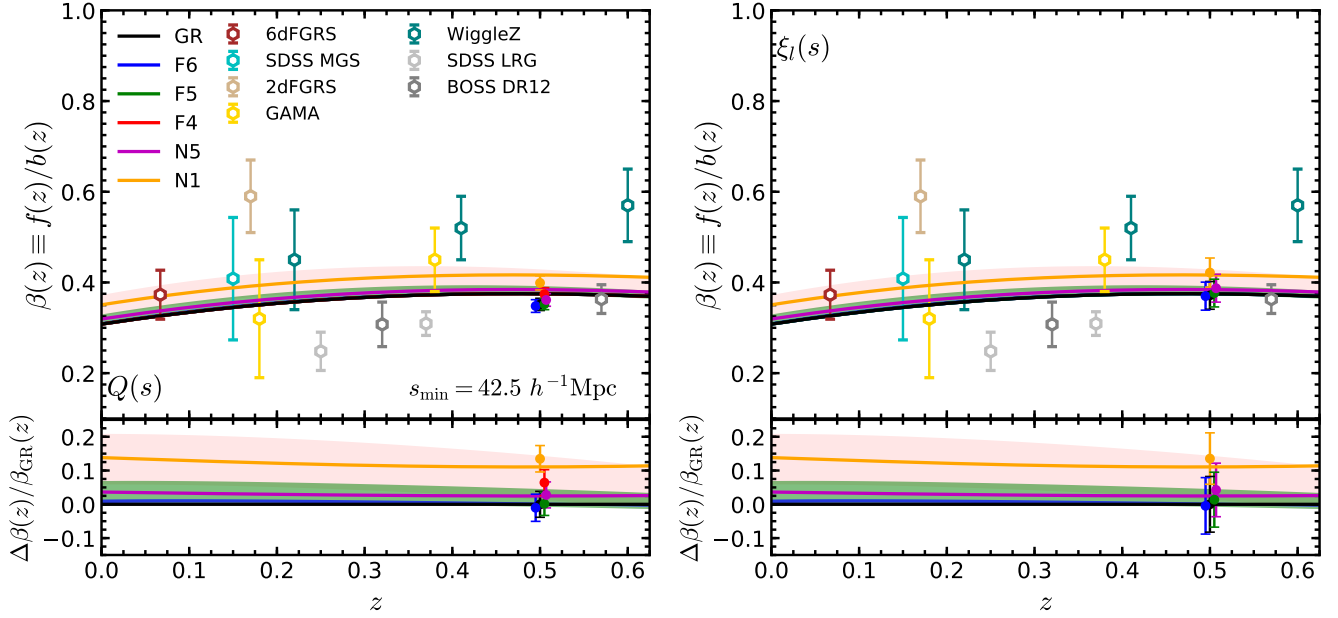 1.0
0.8
0.6
0.4
0.2
β(z) ≡ f(z)/b(z)
GR
F6
F5
F4
N5
N1
6dFGRS
SDSS MGS
2dFGRS
GAMA
WiggleZ
SDSS LRG
BOSS DR12
Q(s)
s_min = 42.5 h⁻¹Mpc
0.2
0.1
0.0
−0.1
Δβ(z)/β_GR(z)
0.0 0.1 0.2 0.3 0.4 0.5 0.6
z
1.0
0.8
0.6
0.4
0.2
β(z) ≡ f(z)/b(z)
ξ_l(s)
0.2
0.1
0.0
−0.1
Δβ(z)/β_GR(z)
0.0 0.1 0.2 0.3 0.4 0.5 0.6
z